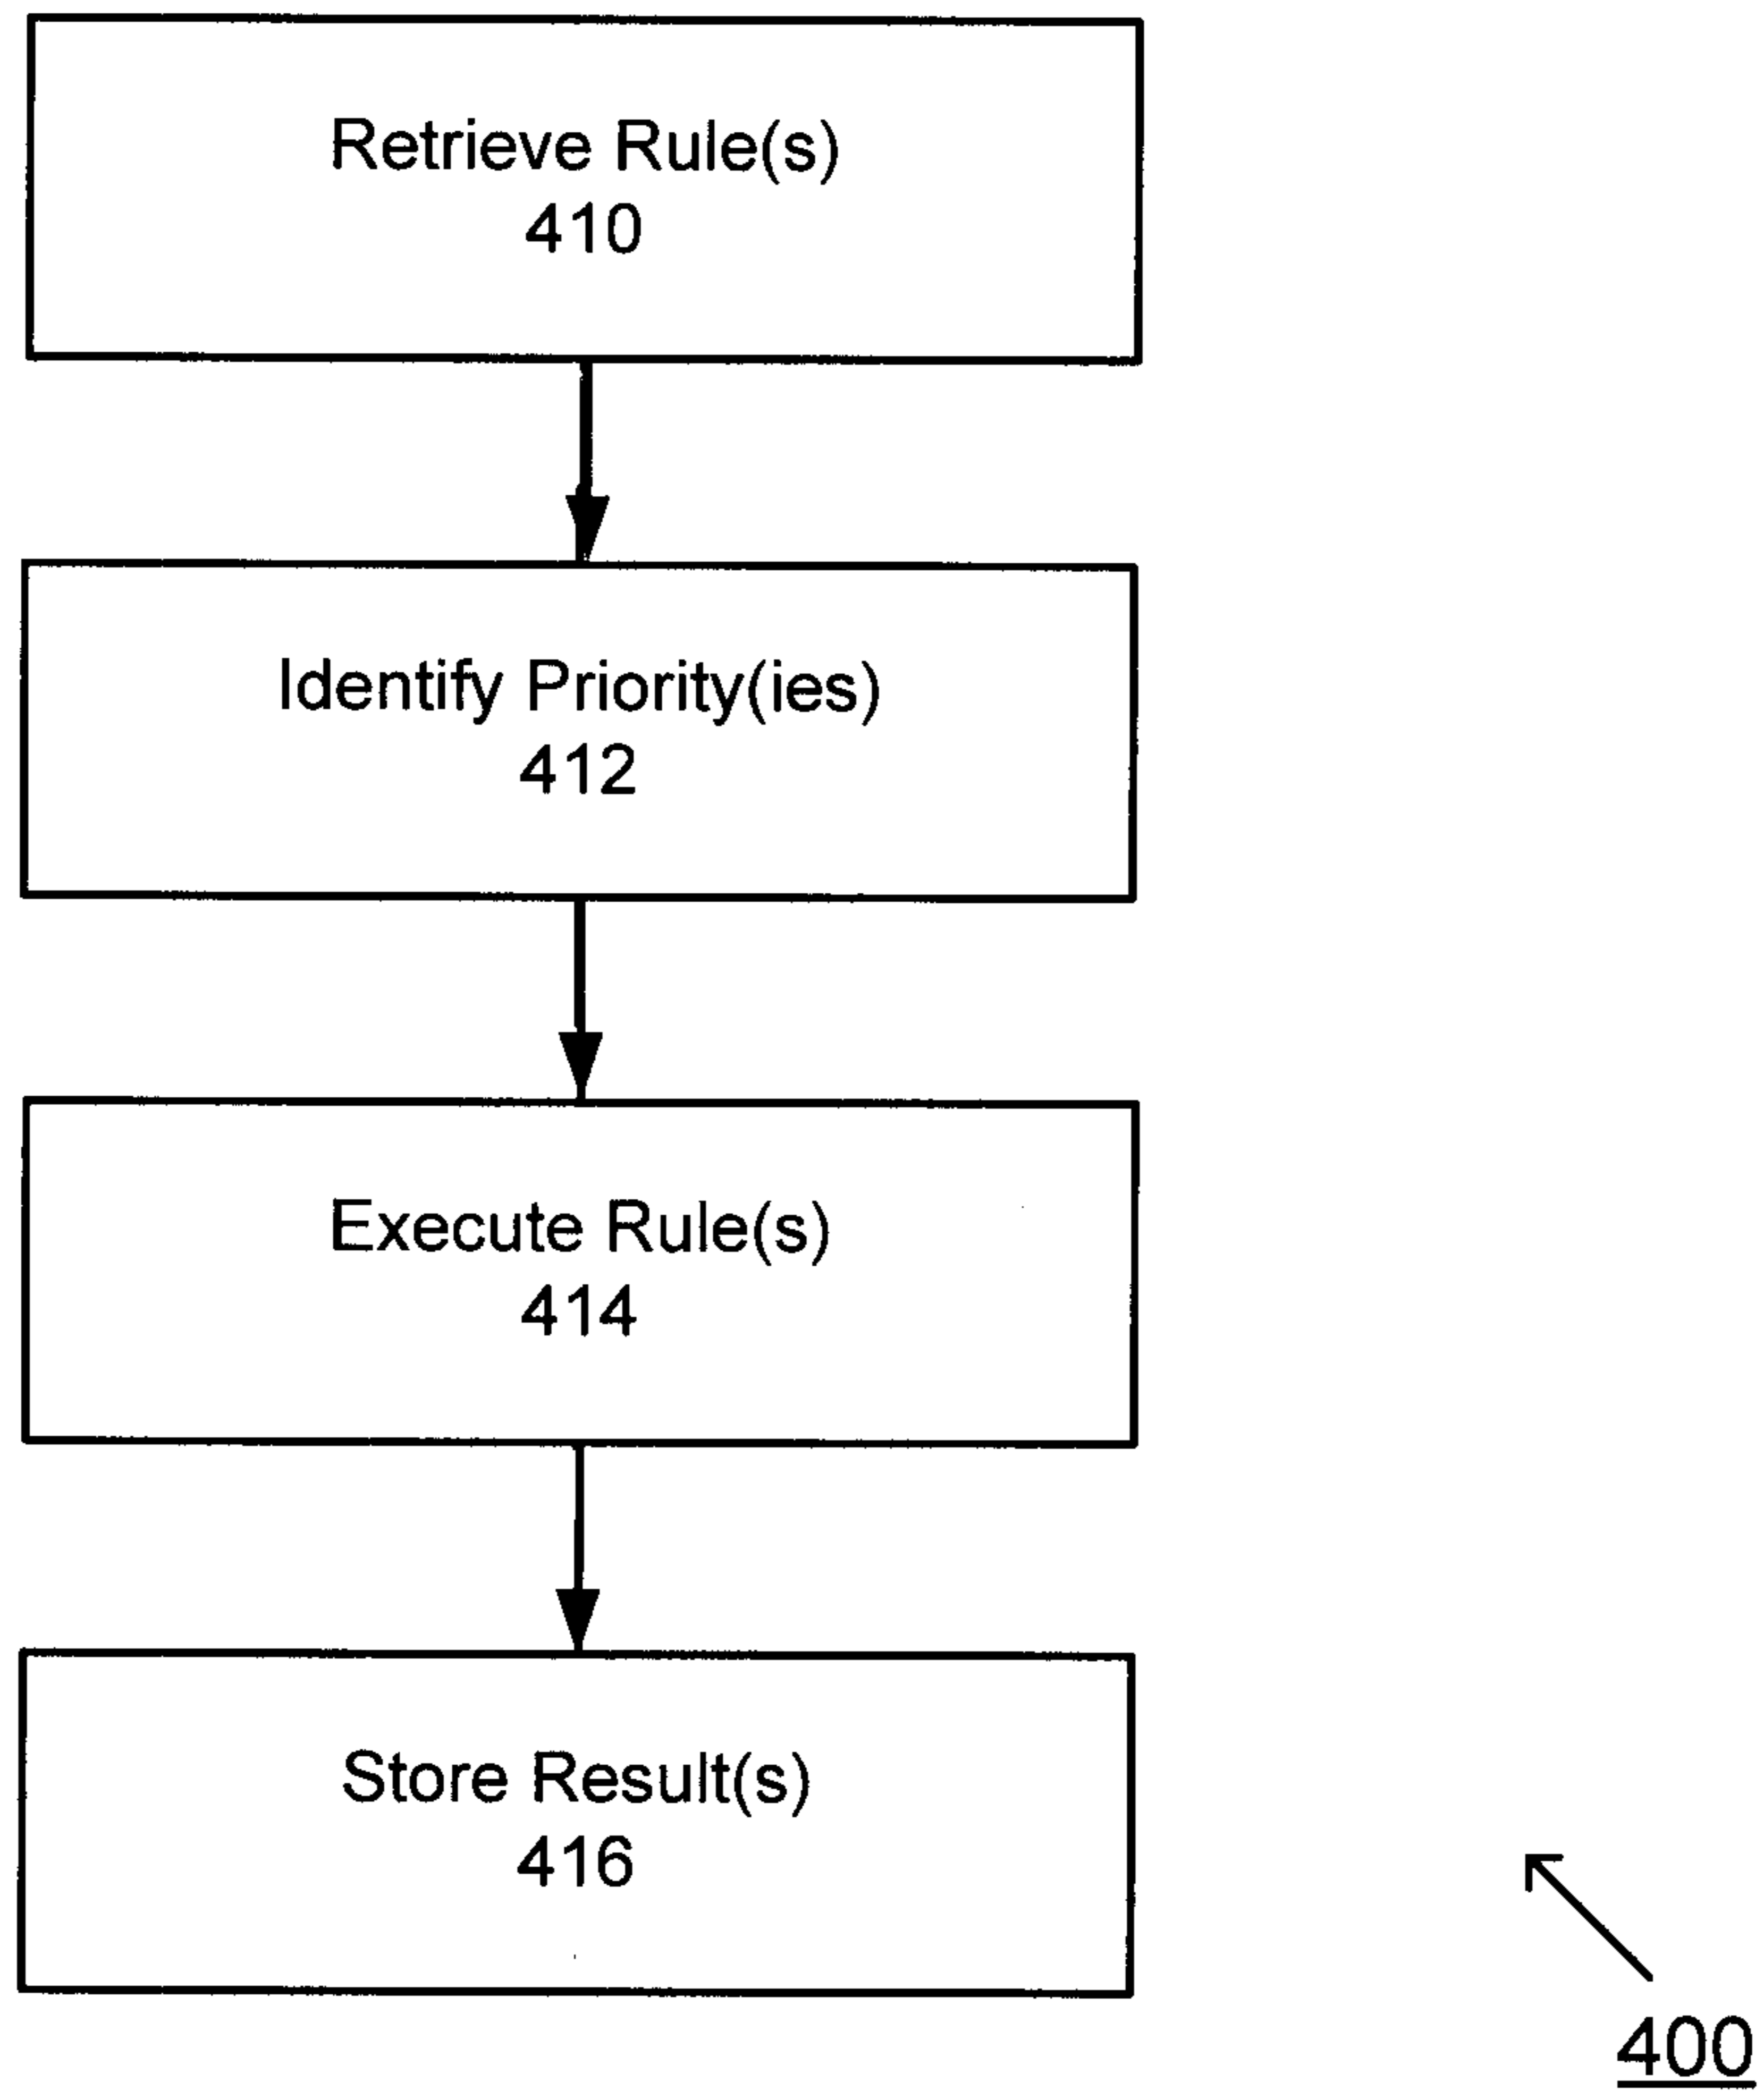 Retrieve Rule(s)
410
Identify Priority(ies)
412
Execute Rule(s)
414
Store Result(s)
416
400